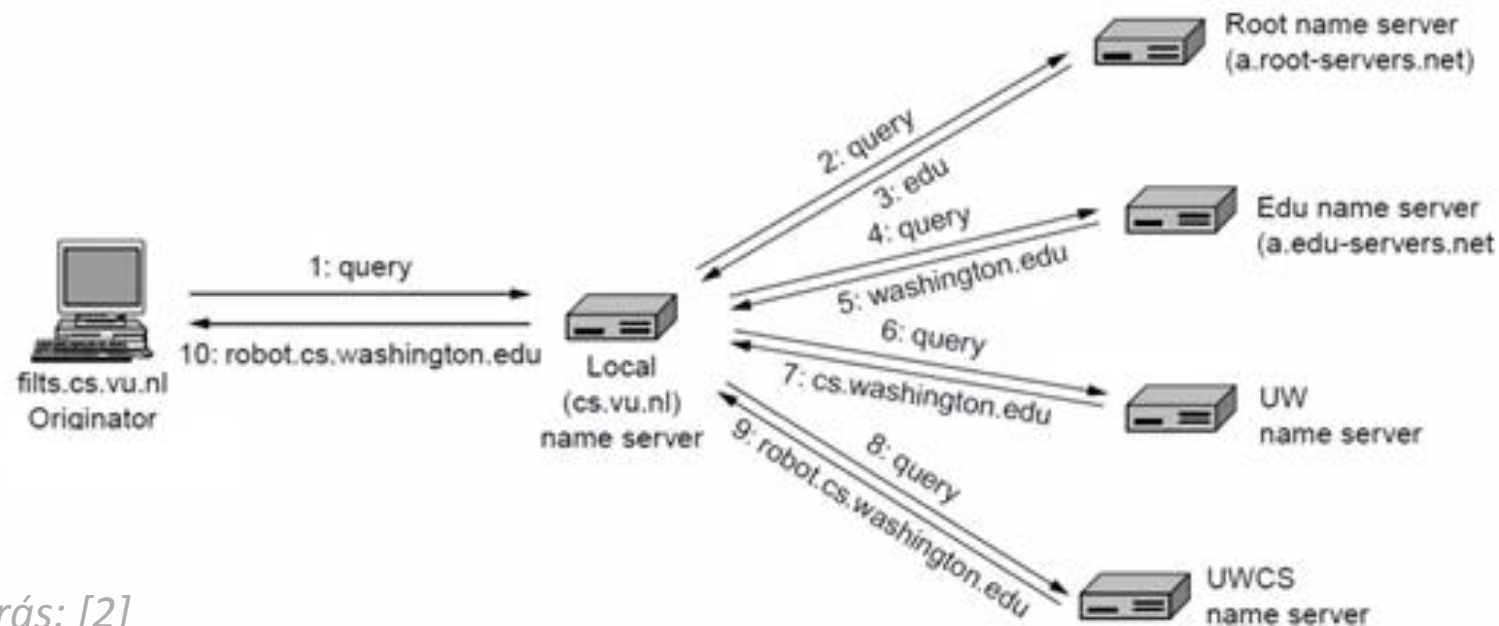 Root name server
(a.root-servers.net)
2: query
3: edu
4: query
Edu name server
(a.edu-servers.net
5: washington.edu
1: query
6: query
10: robot.cs.washington.edu
7: cs.washington.edu
filts.cs.vu.nl
Originator
Local
(cs.vu.nl)
name server
UW
name server
8: query
9: robot.cs.washington.edu
UWCS
name server
rás: [2]